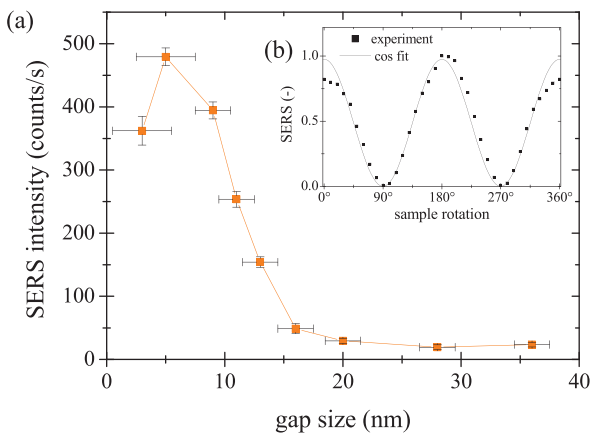 (a)
SERS intensity (counts/s)
500
400
300
200
100
0
0
10
20
30
40
gap size (nm)
(b)
experiment
cos fit
SERS (-)
1.0
0.5
0.0
0°
90°
180°
270°
360°
sample rotation